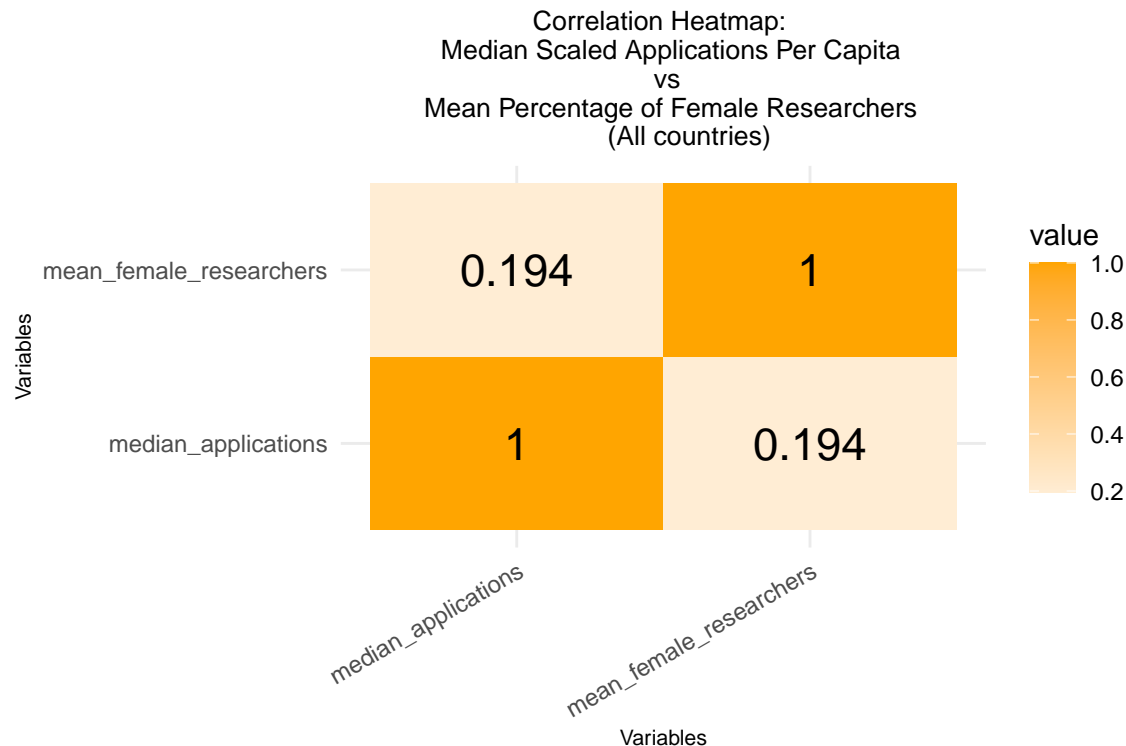 Correlation Heatmap:
Median Scaled Applications Per Capita
vs
Mean Percentage of Female Researchers
(All countries)
Variables
mean_female_researchers
median_applications
0.194
1
1
0.194
median_applications
mean_female_researchers
Variables
value
1.0
0.8
0.6
0.4
0.2